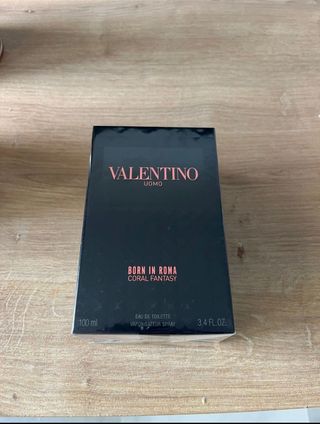 VALENTINO
UOMO
BORN IN ROMA
CORAL FANTASY
EAU DE TOILETTE
100 ml VAPORISATEUR SPRAY 3.4 FL.OZ.